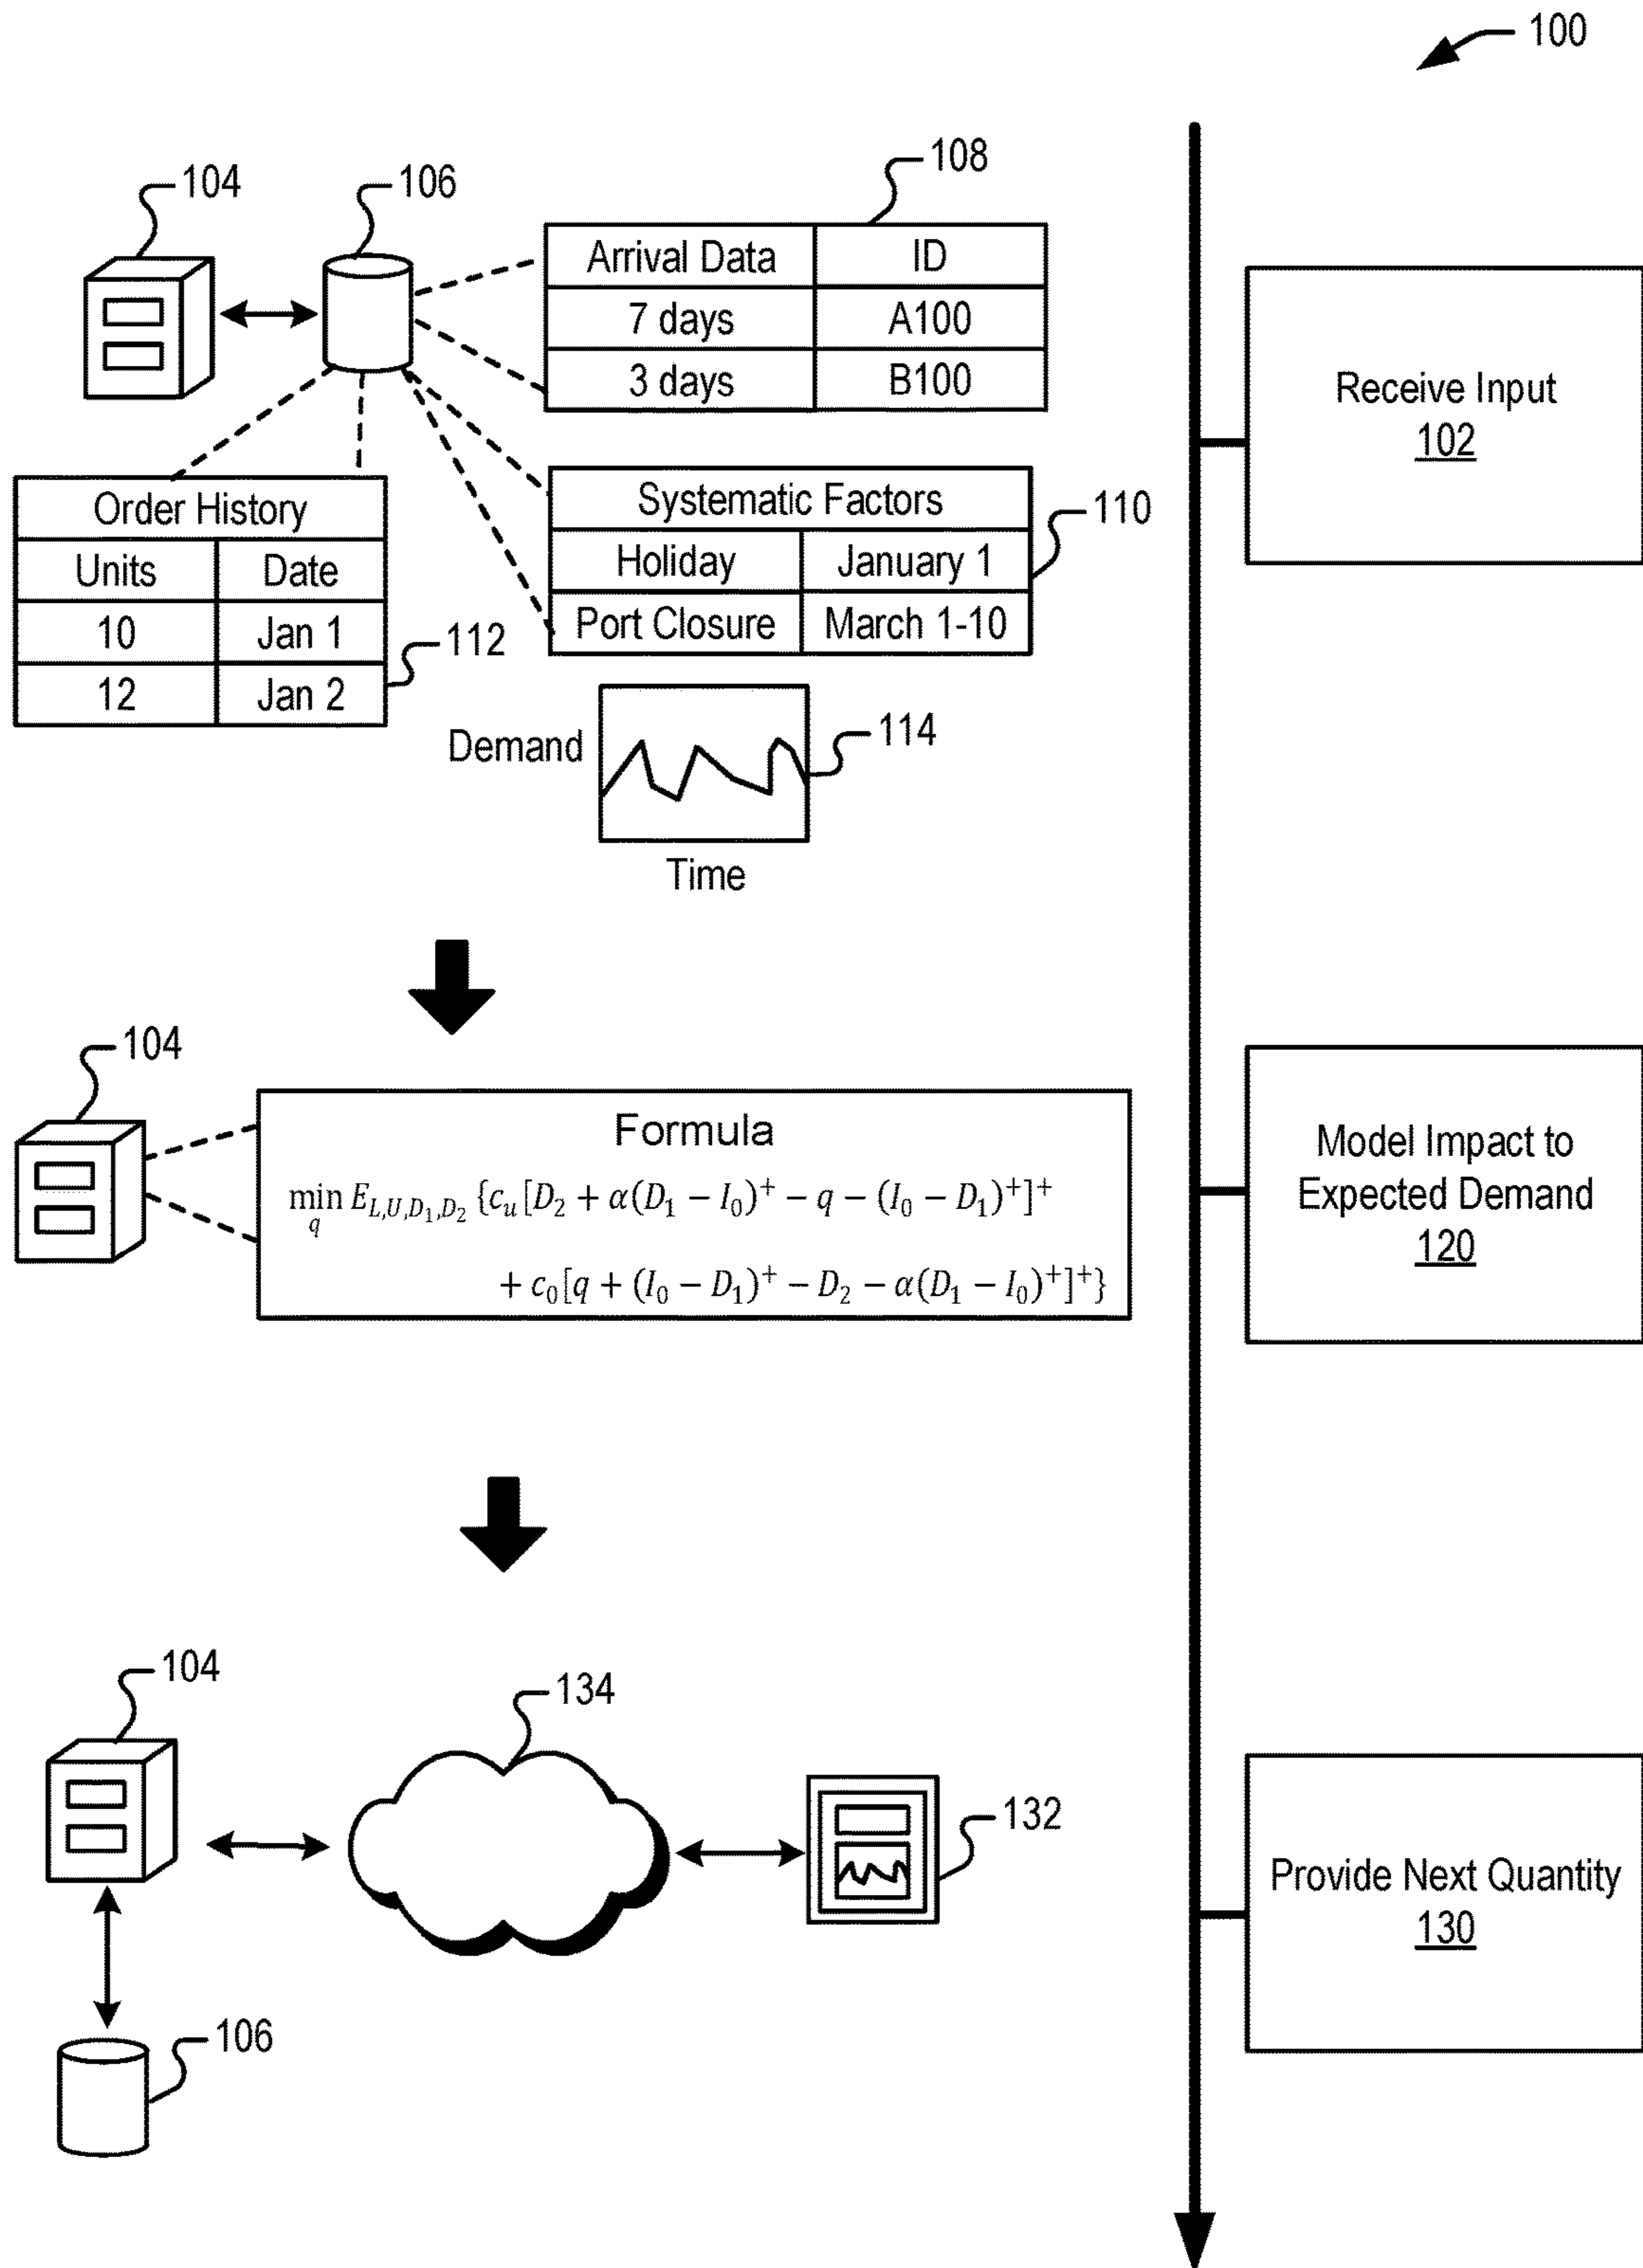 100
104
106
108
Arrival Data ID
7 days A100
3 days B100
Receive Input
102
Order History
Units Date
10 Jan 1
12 Jan 2
112
Systematic Factors
Holiday January 1
Port Closure March 1-10
110
Demand
114
Time
104
Formula
min E_{L,U,D_1,D_2} {c_u[D_2 + α(D_1 − I_0)^+ − q − (I_0 − D_1)^+]^+
q
+ c_0[q + (I_0 − D_1)^+ − D_2 − α(D_1 − I_0)^+]^+}
Model Impact to
Expected Demand
120
104
134
132
106
Provide Next Quantity
130